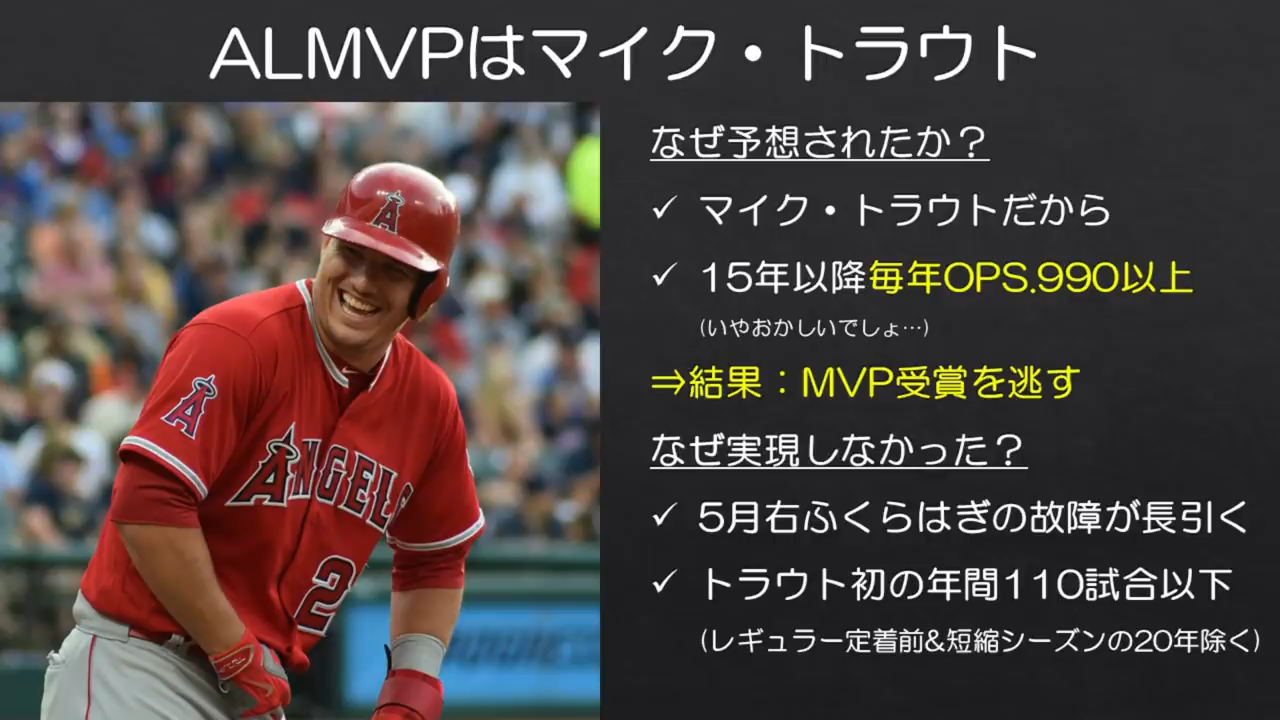 ALMVPはマイク・トラウト
なぜ予想されたか？
✓ マイク・トラウトだから
✓ 15年以降毎年OPS.990以上
(いやおかしいでしょ…)
⇒結果：MVP受賞を逃す
なぜ実現しなかった？
✓ 5月右ふくらはぎの故障が長引く
✓ トラウト初の年間110試合以下
(レギュラー定着前&短縮シーズンの20年除く)
A
A
ANGELS
2